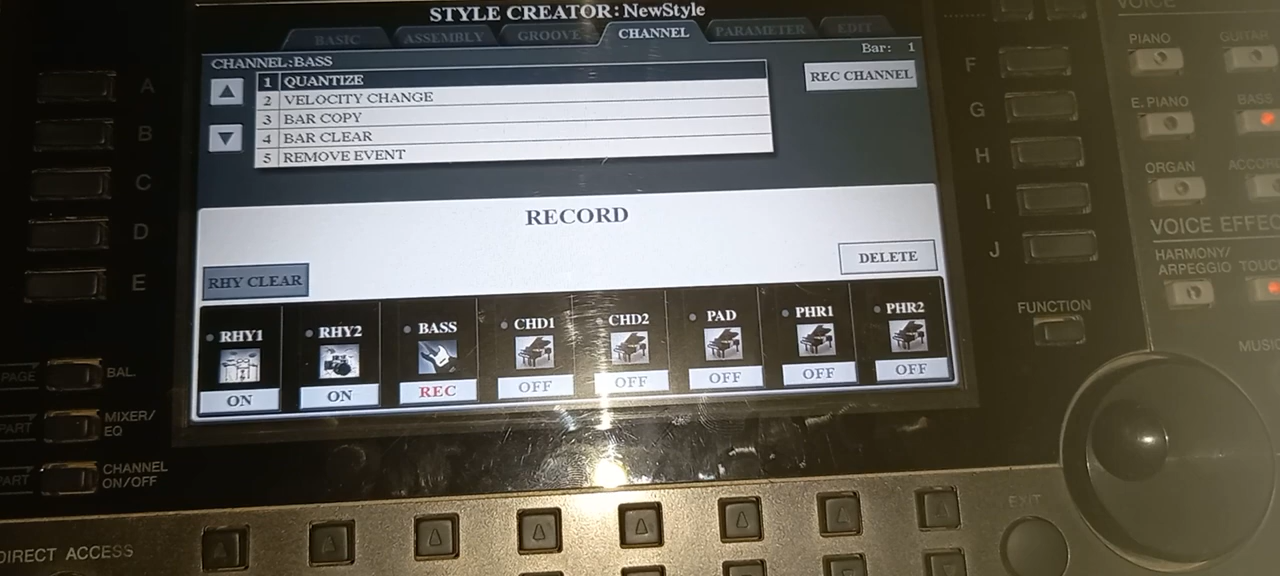 STYLE CREATOR: NewStyle
BASIC ASSEMBLY GROOVE CHANNEL PARAMETER EDIT
CHANNEL:BASS
Bar: 1
1 QUANTIZE
2 VELOCITY CHANGE
3 BAR COPY
4 BAR CLEAR
5 REMOVE EVENT
REC CHANNEL
RECORD
RHY CLEAR
DELETE
RHY1 RHY2 BASS CHD1 CHD2 PAD PHR1 PHR2
ON ON REC OFF OFF OFF OFF OFF
A
B
C
D
E
F
G
H
I
J
PAGE
BAL.
PART
MIXER/
EQ
PART
CHANNEL
ON/OFF
DIRECT ACCESS
EXIT
FUNCTION
VOICE
PIANO GUITAR
E. PIANO BASS
ORGAN ACCOR
VOICE EFFEC
HARMONY/
ARPEGGIO TOUC
MUSIC